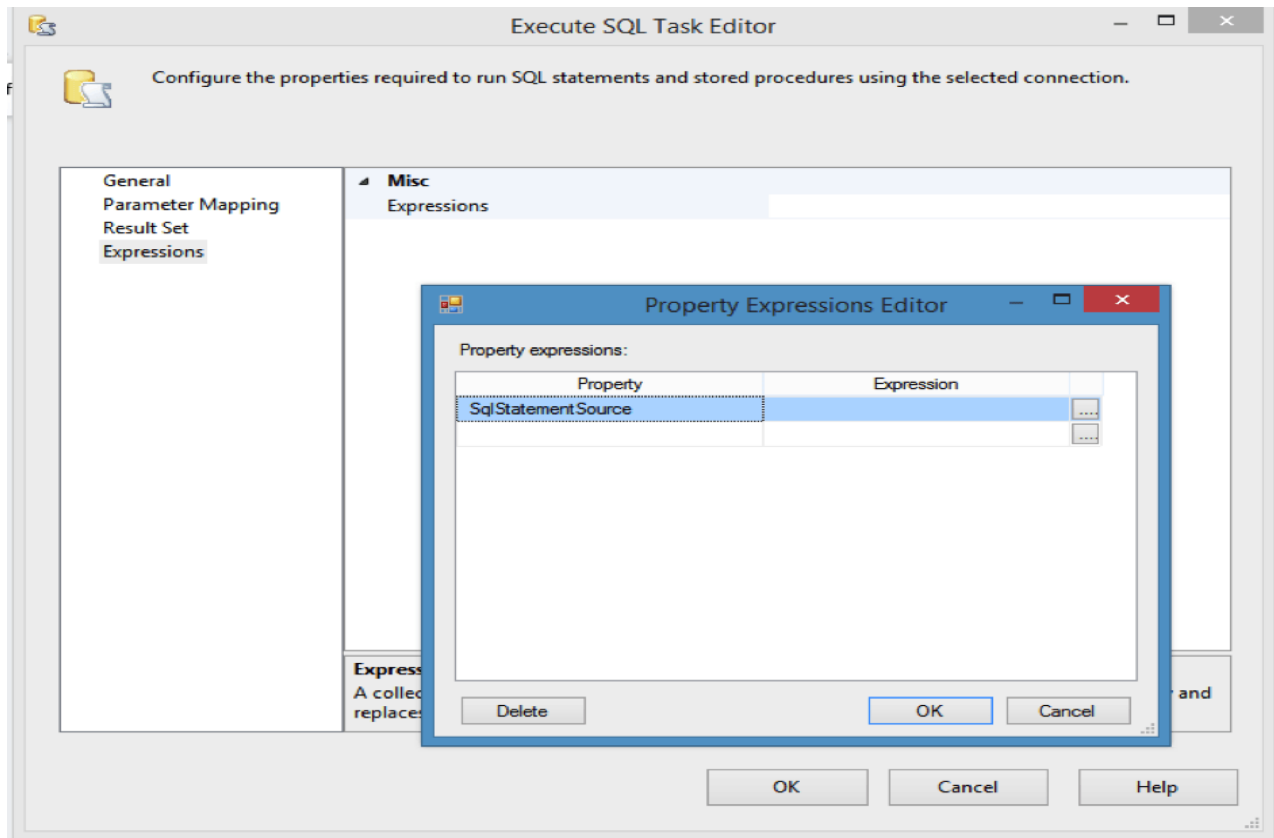 Execute SQL Task Editor
Configure the properties required to run SQL statements and stored procedures using the selected connection.
General
Parameter Mapping
Result Set
Expressions
Misc
Expressions
Property Expressions Editor
Property expressions:
Property Expression
SqlStatementSource
....
....
Delete OK Cancel
Express
A collec
replaces
and
OK Cancel Help